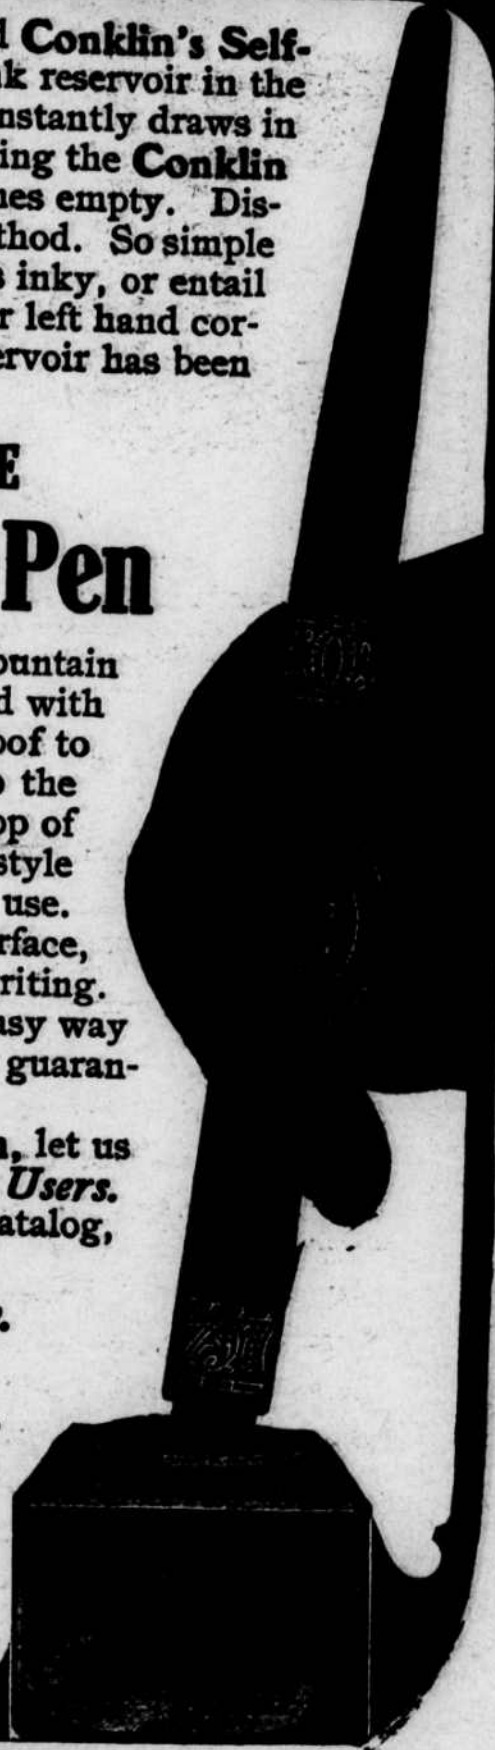 Conklin's Self-
reservoir in the
nstantly draws in
ing the Conklin
nes empty. Dis-
thod. So simple
s inky, or entail
r left hand cor-
ervoir has been
E
Pen
ountain
d with
oof to
the
op of
style
use.
rface,
riting.
asy way
guaran-
, let us
Users.
atalog,